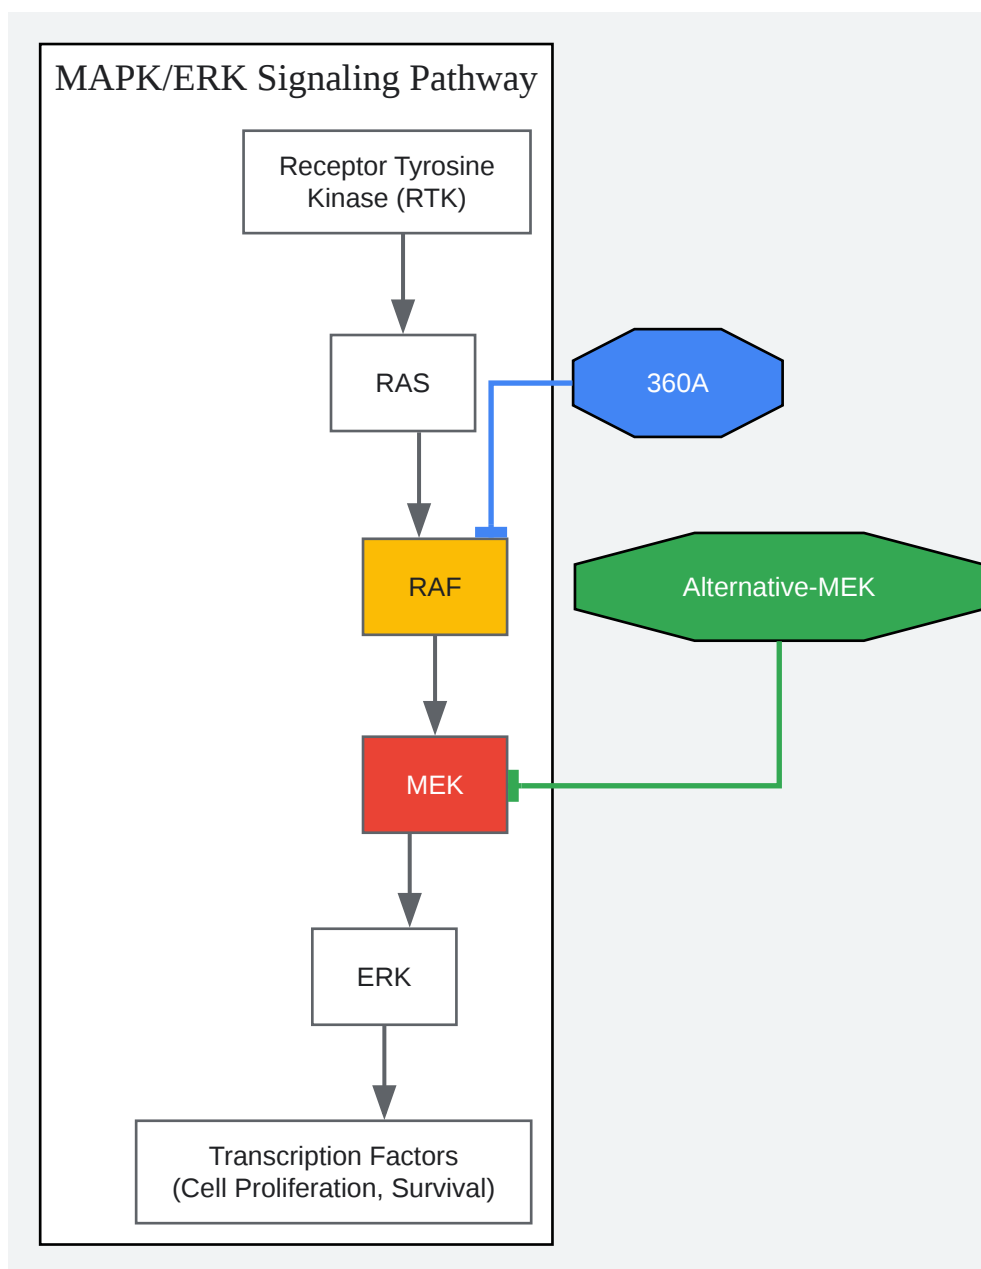 MAPK/ERK Signaling Pathway
Receptor Tyrosine
Kinase (RTK)
RAS
360A
RAF
Alternative-MEK
MEK
ERK
Transcription Factors
(Cell Proliferation, Survival)